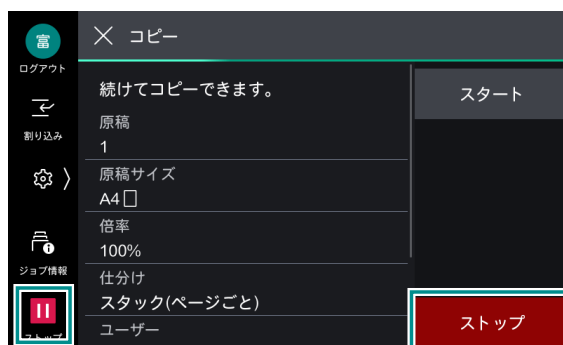 富
ログアウト
割り込み
ジョブ情報
ストップ
コピー
続けてコピーできます。
原稿
1
原稿サイズ
A4
倍率
100%
仕分け
スタック(ページごと)
ユーザー
スタート
ストップ